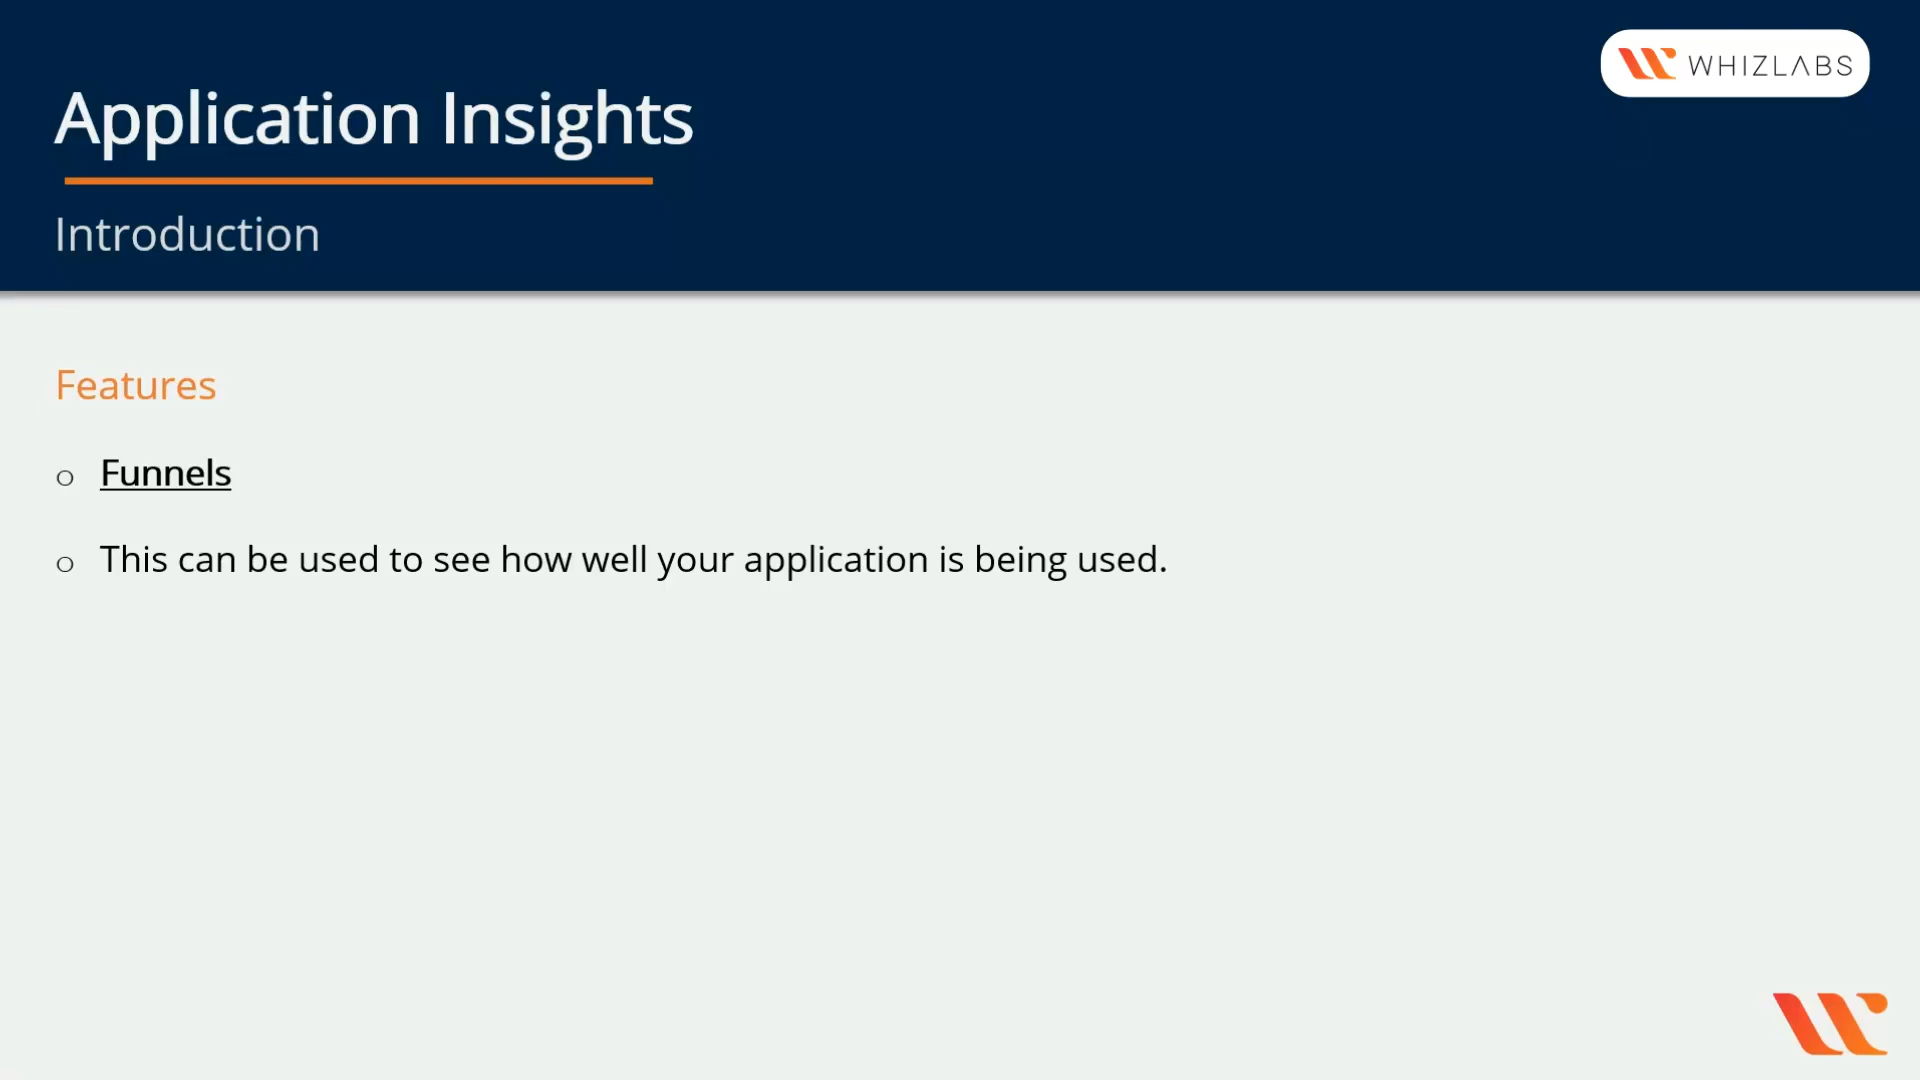 WHIZLABS
Application Insights
Introduction
Features
○ Funnels
○ This can be used to see how well your application is being used.